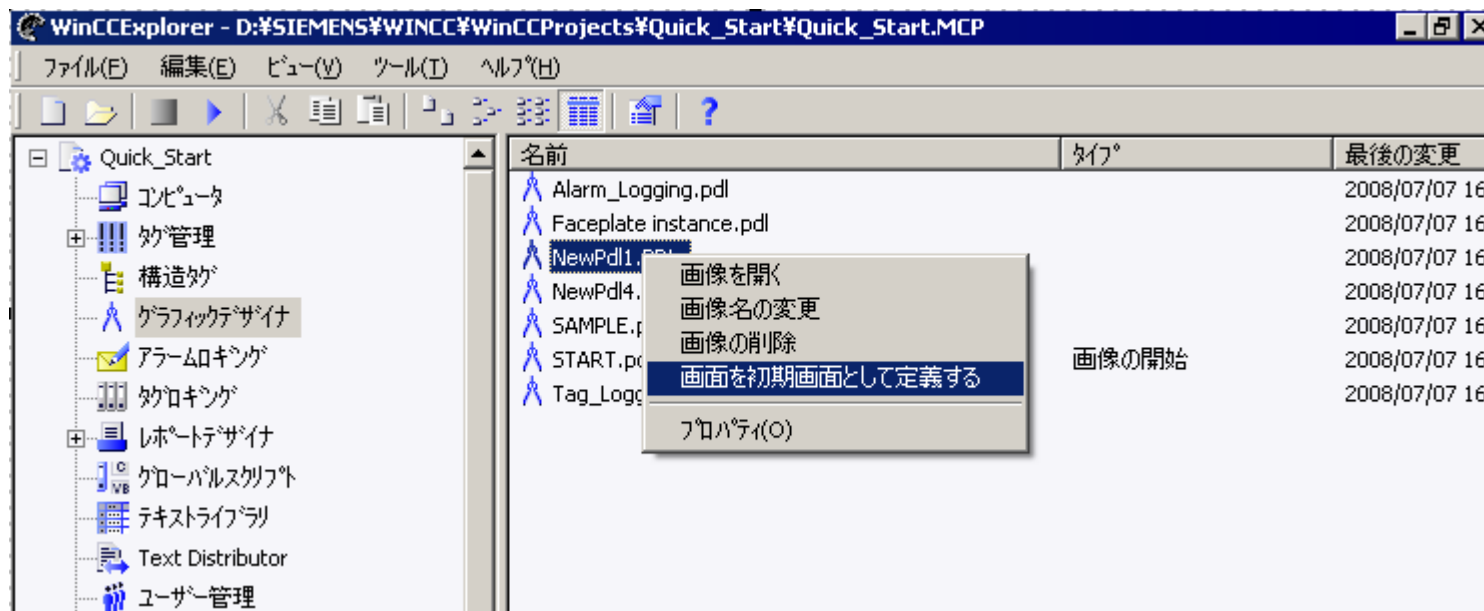 WinCCExplorer - D:¥SIEMENS¥WINCC¥WinCCProjects¥Quick_Start¥Quick_Start.MCP
ﾌｧｲﾙ(F) 編集(E) ﾋﾞｭｰ(V) ﾂｰﾙ(T) ﾍﾙﾌﾟ(H)
Quick_Start
ｺﾝﾋﾟｭｰﾀ
ﾀｸﾞ管理
構造ﾀｸﾞ
ｸﾞﾗﾌｨｯｸﾃﾞｻﾞｲﾅ
ｱﾗｰﾑﾛｷﾞﾝｸﾞ
ﾀｸﾞﾛｷﾞﾝｸﾞ
ﾚﾎﾟｰﾄﾃﾞｻﾞｲﾅ
ｸﾞﾛｰﾊﾞﾙｽｸﾘﾌﾟﾄ
ﾃｷｽﾄﾗｲﾌﾞﾗﾘ
Text Distributor
ﾕｰｻﾞｰ管理
名前 ﾀｲﾌﾟ 最後の変更
Alarm_Logging.pdl 2008/07/07 16
Faceplate instance.pdl 2008/07/07 16
NewPdl1. 2008/07/07 16
NewPdl4. 2008/07/07 16
SAMPLE.p 2008/07/07 16
START.pd 画像の開始 2008/07/07 16
Tag_Logg 2008/07/07 16
画像を開く
画像名の変更
画像の削除
画面を初期画面として定義する
ﾌﾟﾛﾊﾟﾃｨ(O)